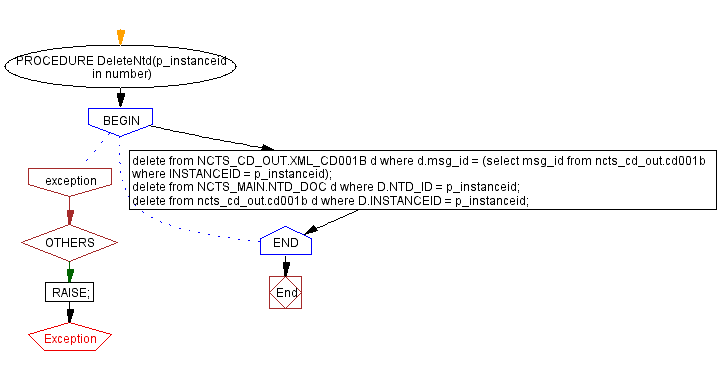 PROCEDURE DeleteNtd(p_instanceid
in number)
BEGIN
delete from NCTS_CD_OUT.XML_CD001B d where d.msg_id = (select msg_id from ncts_cd_out.cd001b
where INSTANCEID = p_instanceid);
delete from NCTS_MAIN.NTD_DOC d where D.NTD_ID = p_instanceid;
delete from ncts_cd_out.cd001b d where D.INSTANCEID = p_instanceid;
exception
OTHERS
END
RAISE;
End
Exception